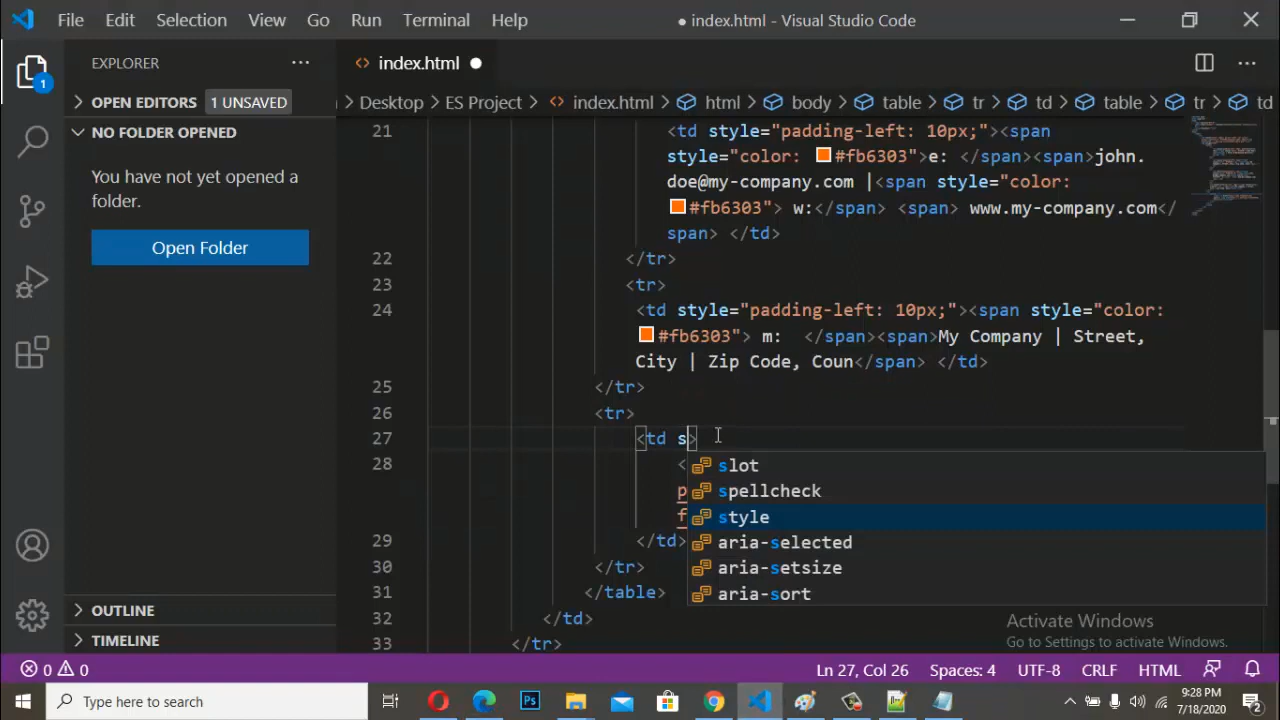 File Edit Selection View Go Run Terminal Help ● index.html - Visual Studio Code
EXPLORER
OPEN EDITORS 1 UNSAVED
NO FOLDER OPENED
You have not yet opened a
folder.
Open Folder
OUTLINE
TIMELINE
1
<> index.html ●
Desktop > ES Project > <> index.html > html > body > table > tr > td > table > tr > td
21 <td style="padding-left: 10px;"><span
style="color: #fb6303">e: </span><span>john.
doe@my-company.com |<span style="color:
#fb6303"> w:</span> <span> www.my-company.com</
span> </td>
22 </tr>
23 <tr>
24 <td style="padding-left: 10px;"><span style="color:
#fb6303"> m: </span><span>My Company | Street,
City | Zip Code, Coun</span> </td>
25 </tr>
26 <tr>
27 <td s>
28 <
p
f
slot
spellcheck
style
aria-selected
aria-setsize
aria-sort
29 </td>
30 </tr>
31 </table>
32 </td>
33 </tr>
Activate Windows
Go to Settings to activate Windows.
0 0 Ln 27, Col 26 Spaces: 4 UTF-8 CRLF HTML
Type here to search
9:28 PM
7/18/2020
2